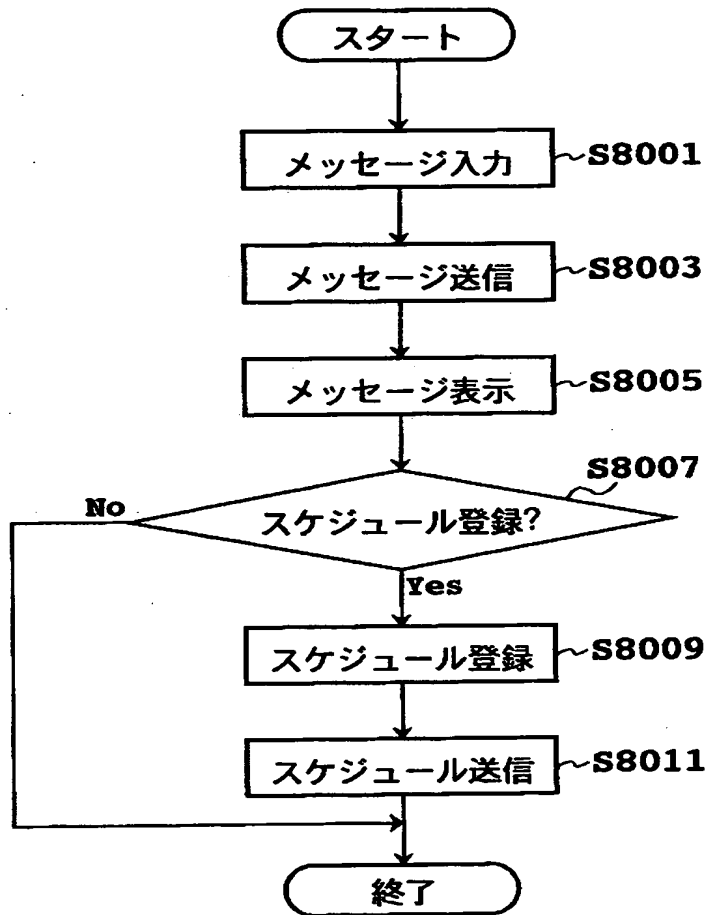 スタート
メッセージ入力 S8001
メッセージ送信 S8003
メッセージ表示 S8005
S8007
No スケジュール登録?
Yes
スケジュール登録 S8009
スケジュール送信 S8011
終了